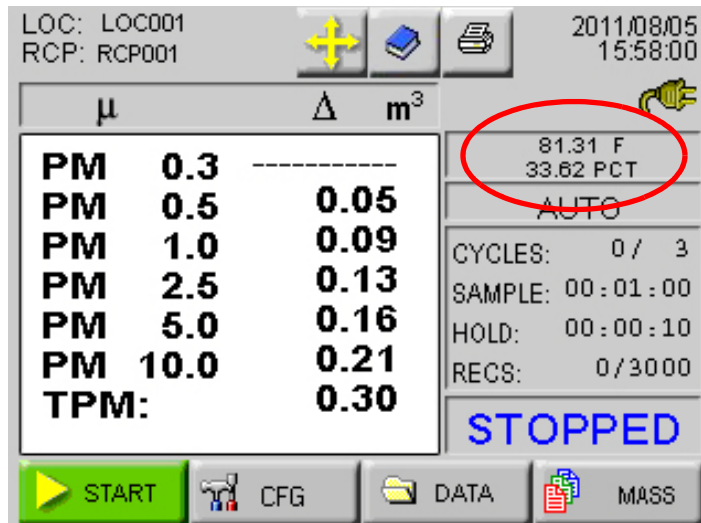 LOC: LOC001
RCP: RCP001
2011/08/05
15:58:00
µ Δ m³
PM 0.3 -----------
PM 0.5 0.05
PM 1.0 0.09
PM 2.5 0.13
PM 5.0 0.16
PM 10.0 0.21
TPM: 0.30
81.31 F
33.62 PCT
AUTO
CYCLES: 0/ 3
SAMPLE: 00:01:00
HOLD: 00:00:10
RECS: 0/3000
STOPPED
START CFG DATA MASS